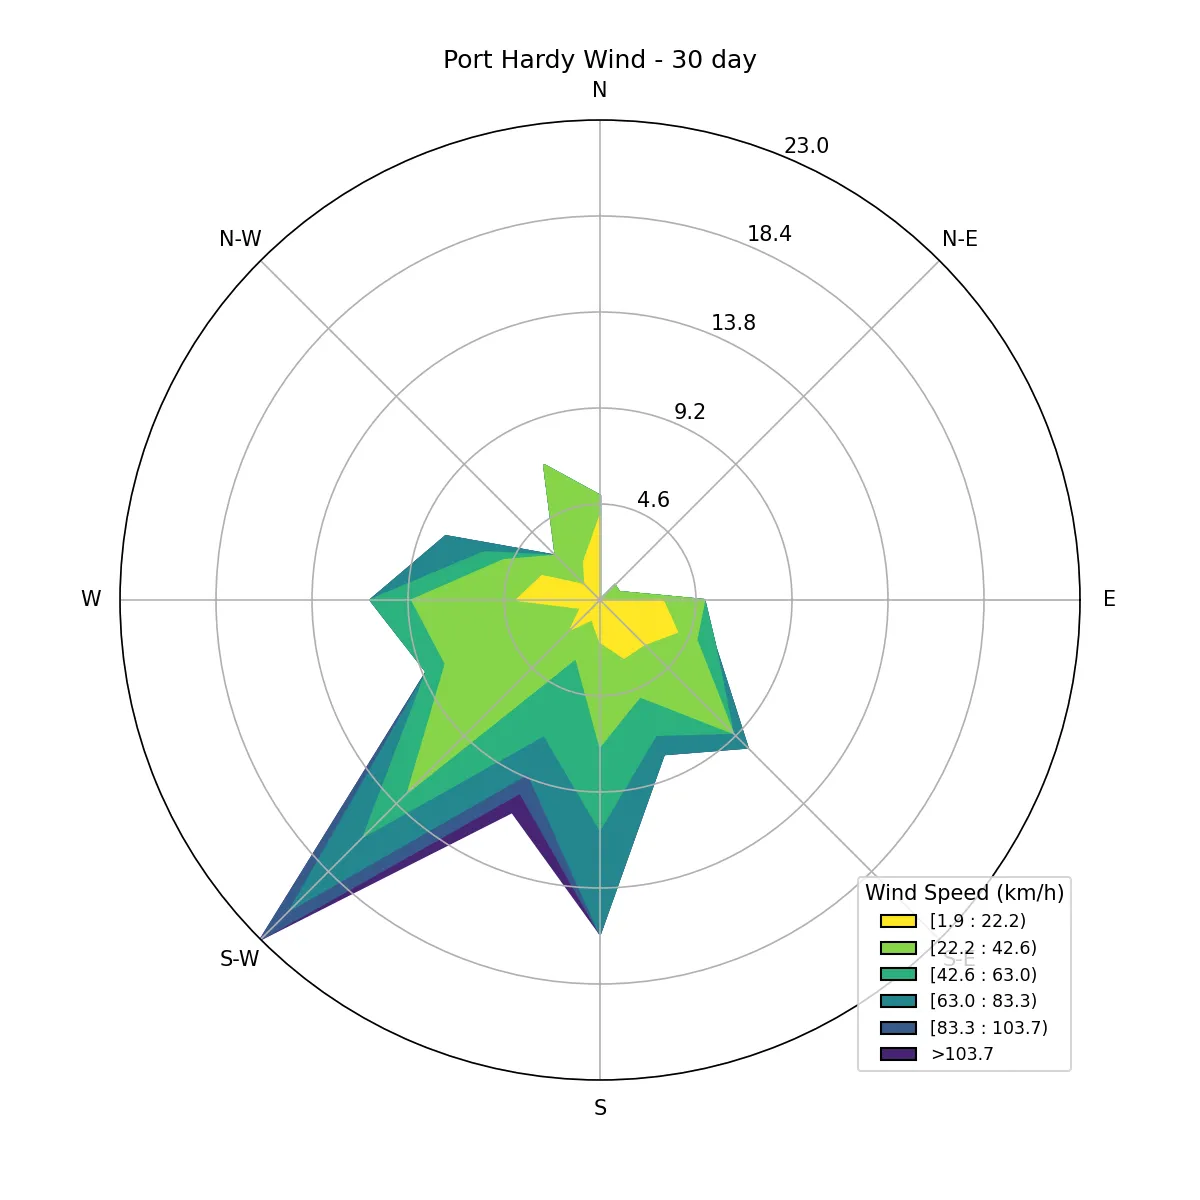 Port Hardy Wind - 30 day
N
23.0
18.4
N-W
N-E
13.8
9.2
4.6
W
E
S-W
S-E
Wind Speed (km/h)
[1.9 : 22.2)
[22.2 : 42.6)
[42.6 : 63.0)
[63.0 : 83.3)
[83.3 : 103.7)
>103.7
S